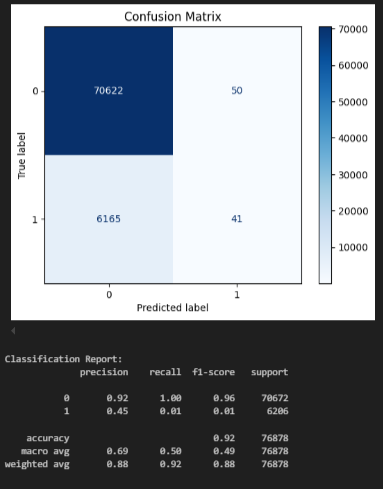 Confusion Matrix
70000
60000
50000
40000
30000
20000
10000
True label
0
70622 50
1
6165 41
0 1
Predicted label
Classification Report:
precision recall f1-score support
0 0.92 1.00 0.96 70672
1 0.45 0.01 0.01 6206
accuracy 0.92 76878
macro avg 0.69 0.50 0.49 76878
weighted avg 0.88 0.92 0.88 76878